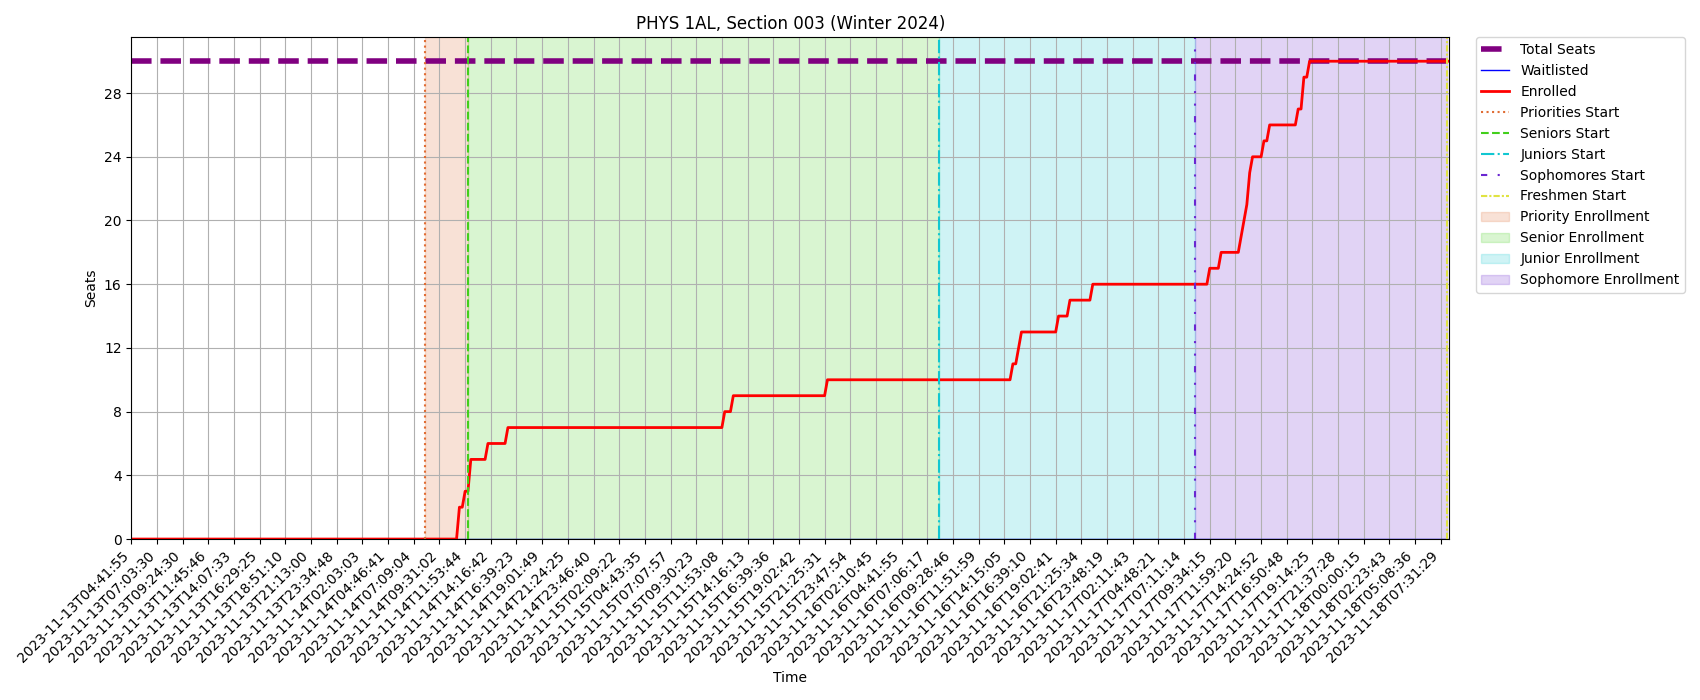 PHYS 1AL, Section 003 (Winter 2024)
Seats
28
24
20
16
12
8
4
0
2023-11-13T04:41:55
2023-11-13T07:03:30
2023-11-13T09:24:30
2023-11-13T11:45:46
2023-11-13T14:07:33
2023-11-13T16:29:25
2023-11-13T18:51:10
2023-11-13T21:13:00
2023-11-13T23:34:48
2023-11-14T02:03:03
2023-11-14T04:46:41
2023-11-14T07:09:04
2023-11-14T09:31:02
2023-11-14T11:53:44
2023-11-14T14:16:42
2023-11-14T16:39:23
2023-11-14T19:01:49
2023-11-14T21:24:25
2023-11-14T23:46:40
2023-11-15T02:09:22
2023-11-15T04:43:35
2023-11-15T07:07:57
2023-11-15T09:30:23
2023-11-15T11:53:08
2023-11-15T14:16:13
2023-11-15T16:39:36
2023-11-15T19:02:42
2023-11-15T21:25:31
2023-11-15T23:47:54
2023-11-16T02:10:45
2023-11-16T04:41:55
2023-11-16T07:06:17
2023-11-16T09:28:46
2023-11-16T11:51:59
2023-11-16T14:15:05
2023-11-16T16:39:10
2023-11-16T19:02:41
2023-11-16T21:25:34
2023-11-16T23:48:19
2023-11-17T02:11:43
2023-11-17T04:48:21
2023-11-17T07:11:14
2023-11-17T09:34:15
2023-11-17T11:59:20
2023-11-17T14:24:52
2023-11-17T16:50:48
2023-11-17T19:14:25
2023-11-17T21:37:28
2023-11-18T00:00:15
2023-11-18T02:23:43
2023-11-18T05:08:36
2023-11-18T07:31:29
Time
Total Seats
Waitlisted
Enrolled
Priorities Start
Seniors Start
Juniors Start
Sophomores Start
Freshmen Start
Priority Enrollment
Senior Enrollment
Junior Enrollment
Sophomore Enrollment